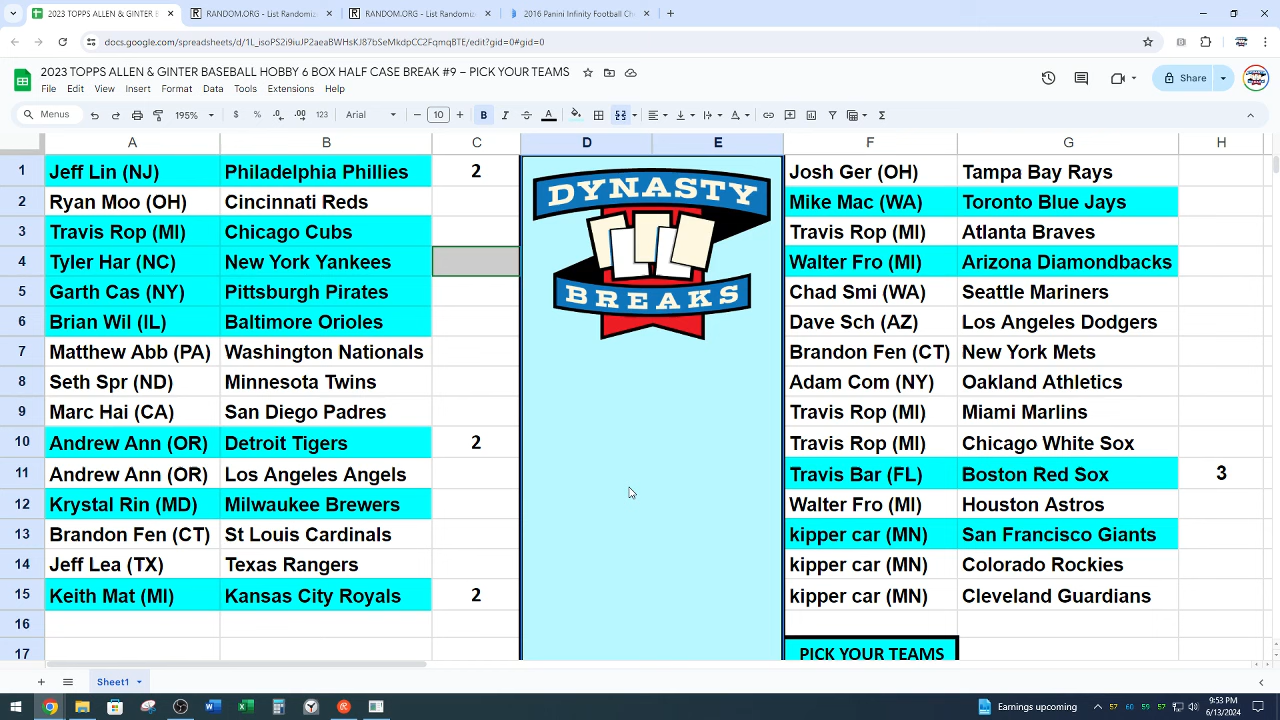 2023 TOPPS ALLEN & GINTER B
RANDOM.ORG - List Randomiz
RANDOM.ORG - List Randomiz
2016 Panini Infinity Football Ch
2023 TOPPS ALLEN & GINTER BASEBALL HOBBY 6 BOX HALF CASE BREAK #9 – PICK YOUR TEAMS
File Edit View Insert Format Data Tools Extensions Help
Share
Menus 195% $ % .0 .00 123 Arial 10 B I A
A B C D E F G H
1 Jeff Lin (NJ) Philadelphia Phillies 2 Josh Ger (OH) Tampa Bay Rays
2 Ryan Moo (OH) Cincinnati Reds Mike Mac (WA) Toronto Blue Jays
3 Travis Rop (MI) Chicago Cubs Travis Rop (MI) Atlanta Braves
4 Tyler Har (NC) New York Yankees Walter Fro (MI) Arizona Diamondbacks
5 Garth Cas (NY) Pittsburgh Pirates Chad Smi (WA) Seattle Mariners
6 Brian Wil (IL) Baltimore Orioles Dave Sch (AZ) Los Angeles Dodgers
7 Matthew Abb (PA) Washington Nationals Brandon Fen (CT) New York Mets
8 Seth Spr (ND) Minnesota Twins Adam Com (NY) Oakland Athletics
9 Marc Hai (CA) San Diego Padres Travis Rop (MI) Miami Marlins
10 Andrew Ann (OR) Detroit Tigers 2 Travis Rop (MI) Chicago White Sox
11 Andrew Ann (OR) Los Angeles Angels Travis Bar (FL) Boston Red Sox 3
12 Krystal Rin (MD) Milwaukee Brewers Walter Fro (MI) Houston Astros
13 Brandon Fen (CT) St Louis Cardinals kipper car (MN) San Francisco Giants
14 Jeff Lea (TX) Texas Rangers kipper car (MN) Colorado Rockies
15 Keith Mat (MI) Kansas City Royals 2 kipper car (MN) Cleveland Guardians
16
17 PICK YOUR TEAMS
DYNASTY
BREAKS
Sheet1
Earnings upcoming
57 60 59 57
9:53 PM
6/13/2024